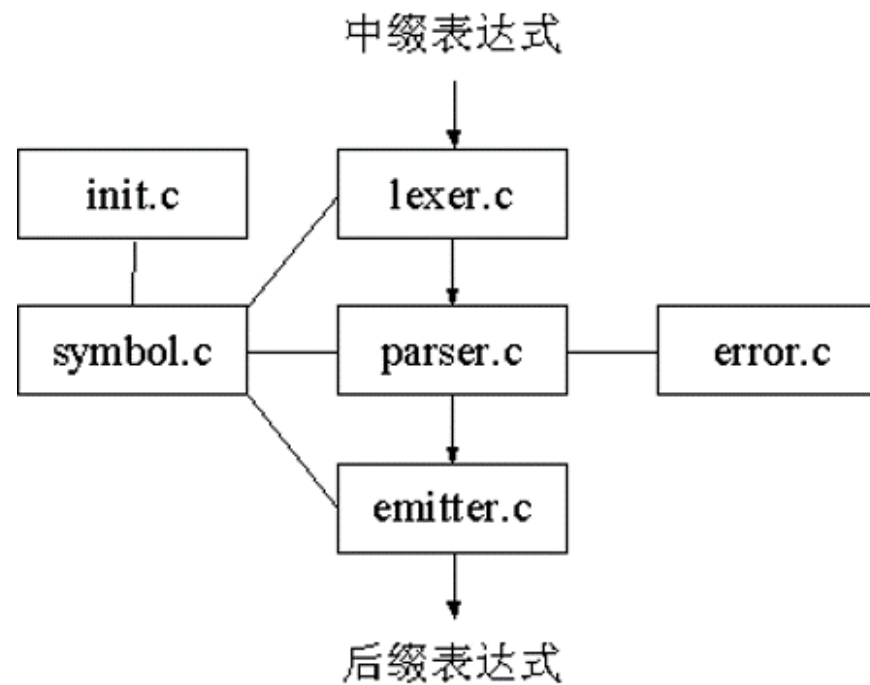 中缀表达式
init.c
lexer.c
symbol.c
parser.c
error.c
emitter.c
后缀表达式